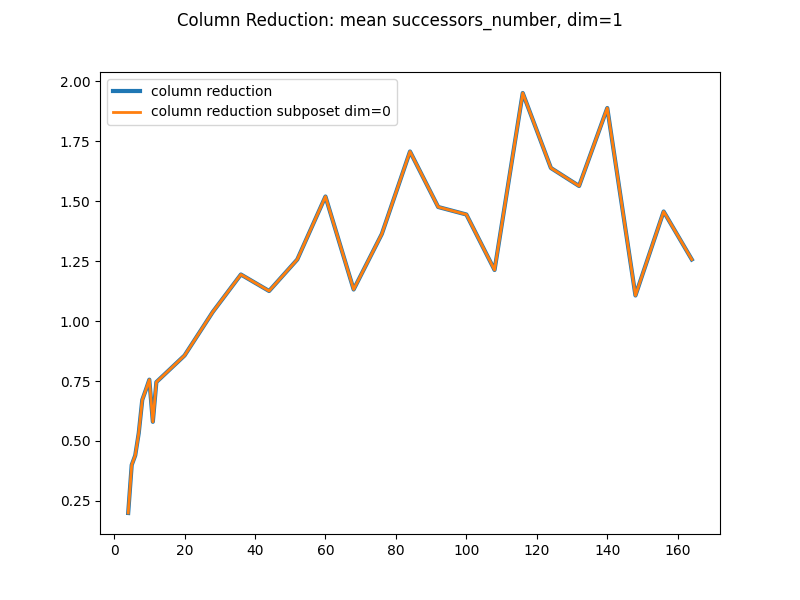 Column Reduction: mean successors_number, dim=1
column reduction
column reduction subposet dim=0
2.00
1.75
1.50
1.25
1.00
0.75
0.50
0.25
0 20 40 60 80 100 120 140 160